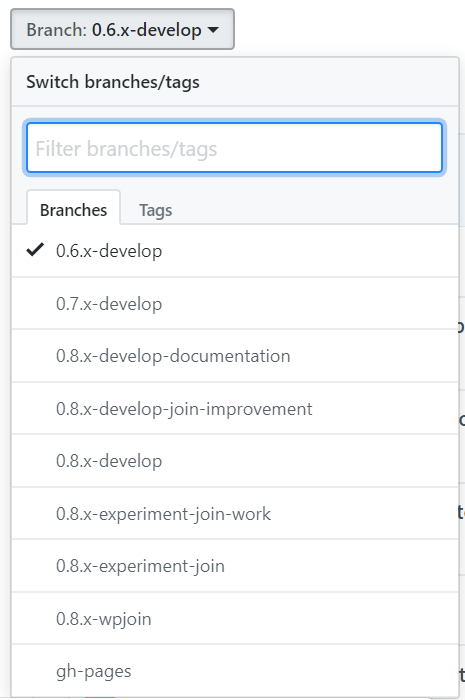 Branch: 0.6.x-develop
Switch branches/tags
Filter branches/tags
Branches Tags
0.6.x-develop
0.7.x-develop
0.8.x-develop-documentation
0.8.x-develop-join-improvement
0.8.x-develop
0.8.x-experiment-join-work
0.8.x-experiment-join
0.8.x-wpjoin
gh-pages